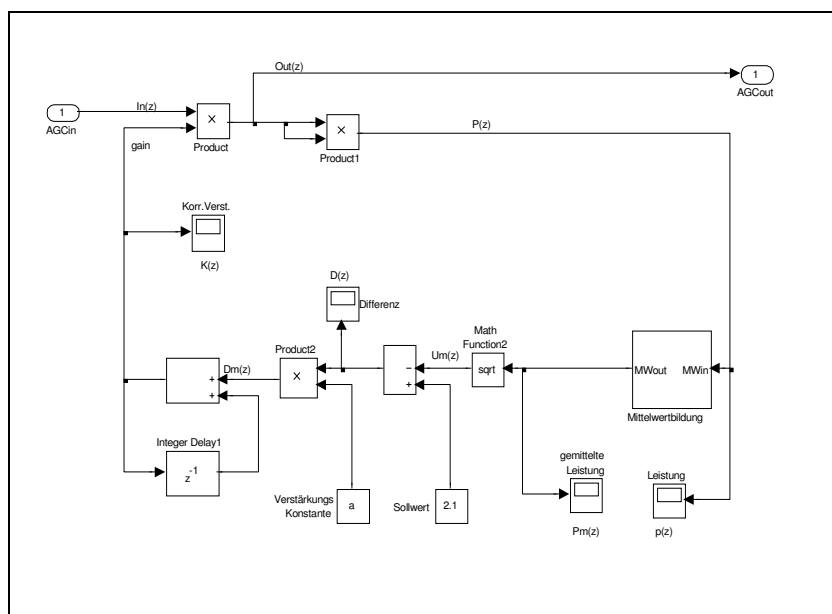 Out(z)
1
AGCout
1
AGCin
In(z)
×
Product
gain
×
Product1
P(z)
Korr.Verst.
K(z)
D(z)
Differenz
Math
Function2
sqrt
Um(z)
Product2
×
Dm(z)
−
+
+
+
MWout
MWin
Mittelwertbildung
Integer Delay1
z-1
Verstärkungs
Konstante
a
Sollwert
2.1
gemittelte
Leistung
Pm(z)
Leistung
p(z)